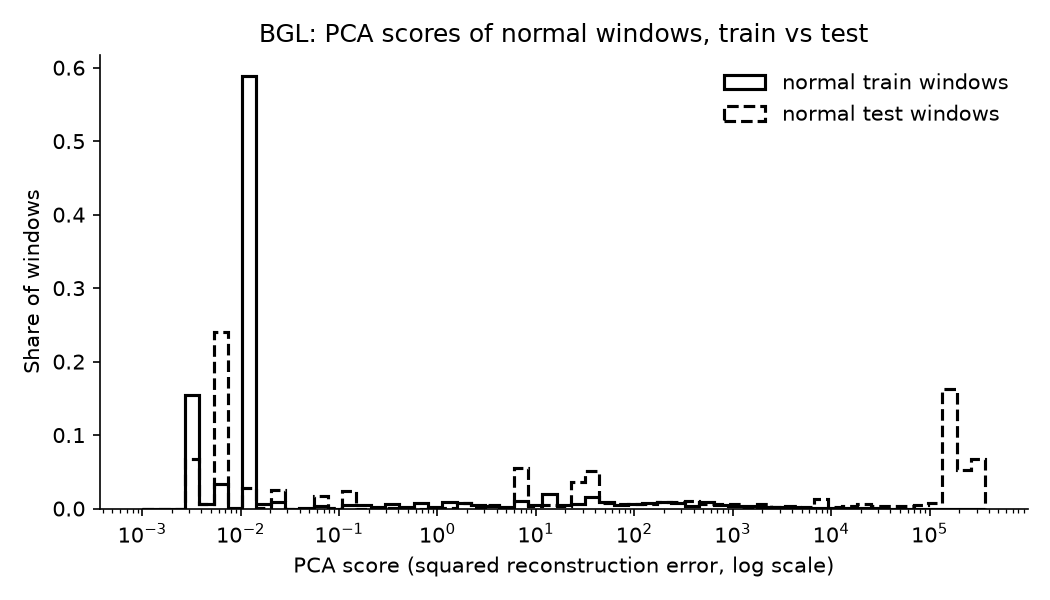 BGL: PCA scores of normal windows, train vs test
normal train windows
normal test windows
Share of windows
0.6
0.5
0.4
0.3
0.2
0.1
0.0
10⁻³ 10⁻² 10⁻¹ 10⁰ 10¹ 10² 10³ 10⁴ 10⁵
PCA score (squared reconstruction error, log scale)